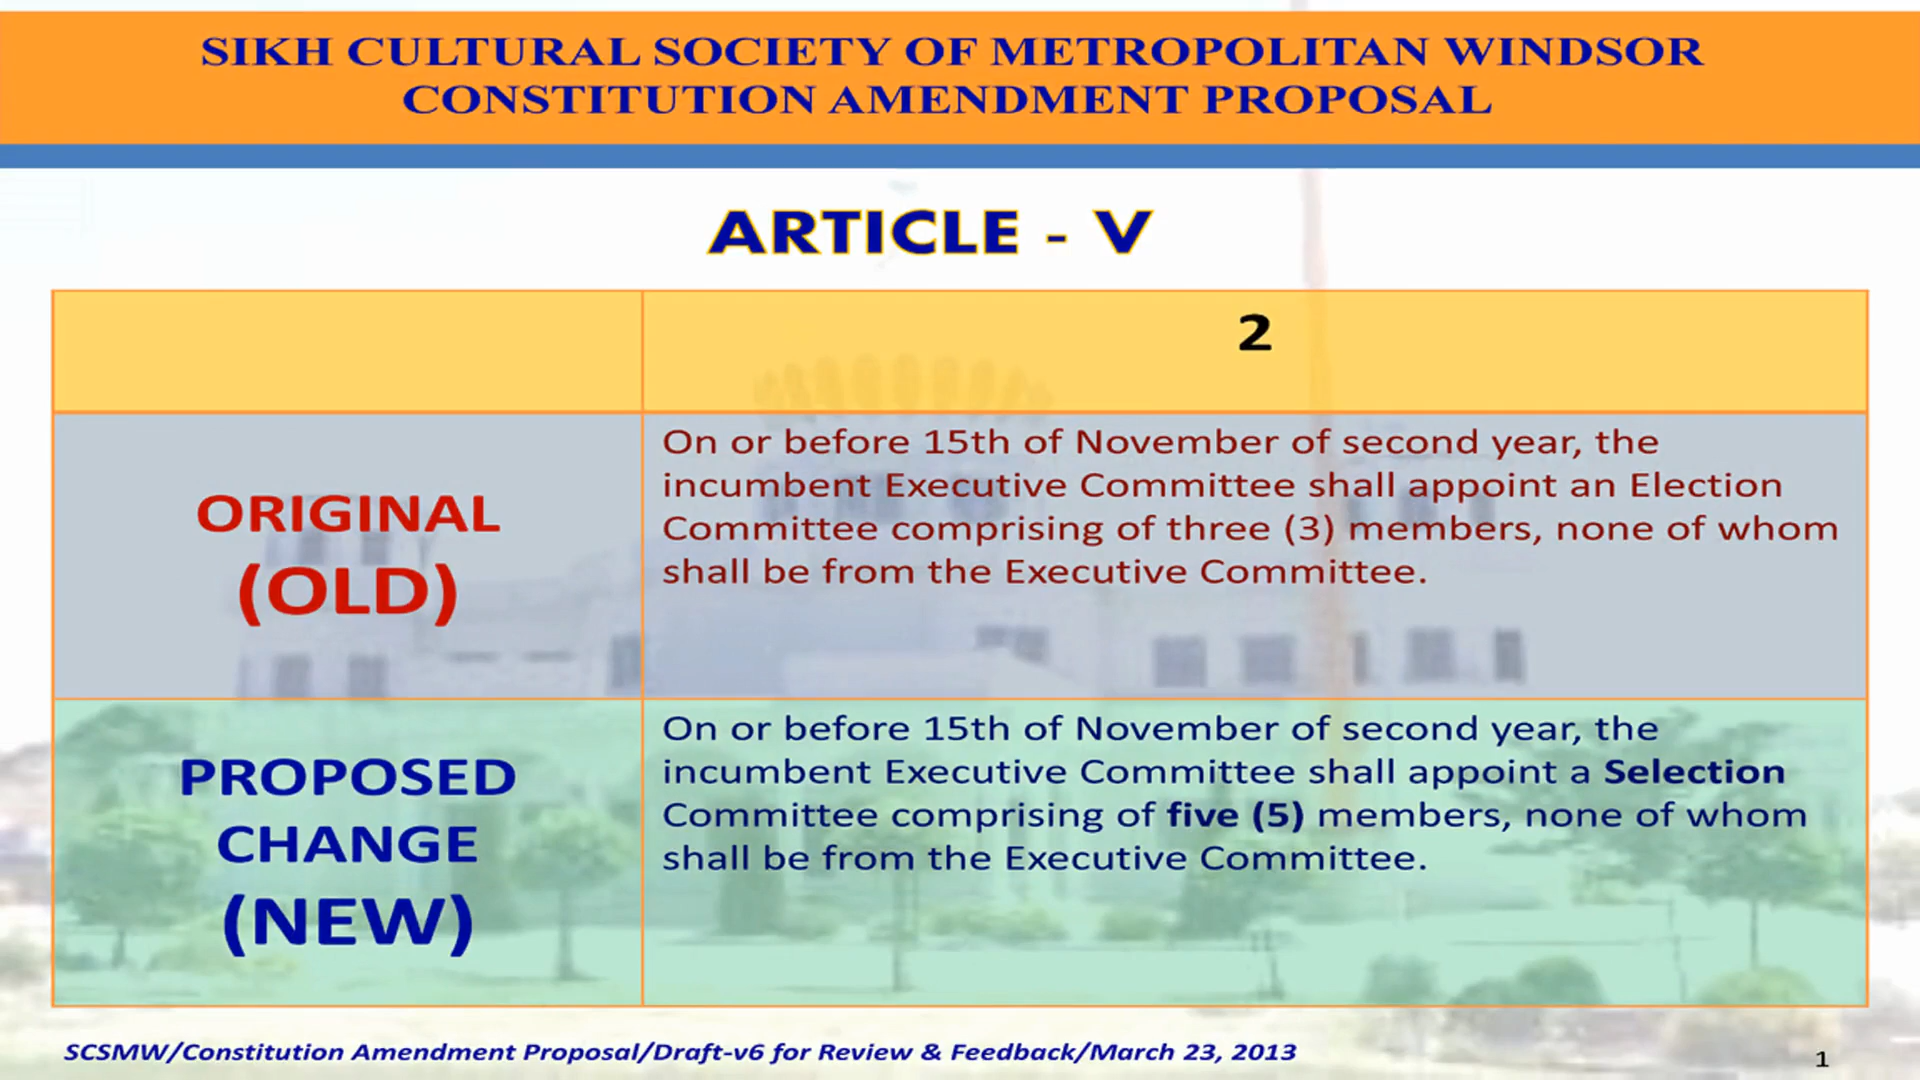 SIKH CULTURAL SOCIETY OF METROPOLITAN WINDSOR
CONSTITUTION AMENDMENT PROPOSAL
ARTICLE - V
2
ORIGINAL
(OLD)
On or before 15th of November of second year, the
incumbent Executive Committee shall appoint an Election
Committee comprising of three (3) members, none of whom
shall be from the Executive Committee.
PROPOSED
CHANGE
(NEW)
On or before 15th of November of second year, the
incumbent Executive Committee shall appoint a Selection
Committee comprising of five (5) members, none of whom
shall be from the Executive Committee.
SCSMW/Constitution Amendment Proposal/Draft-v6 for Review & Feedback/March 23, 2013
1